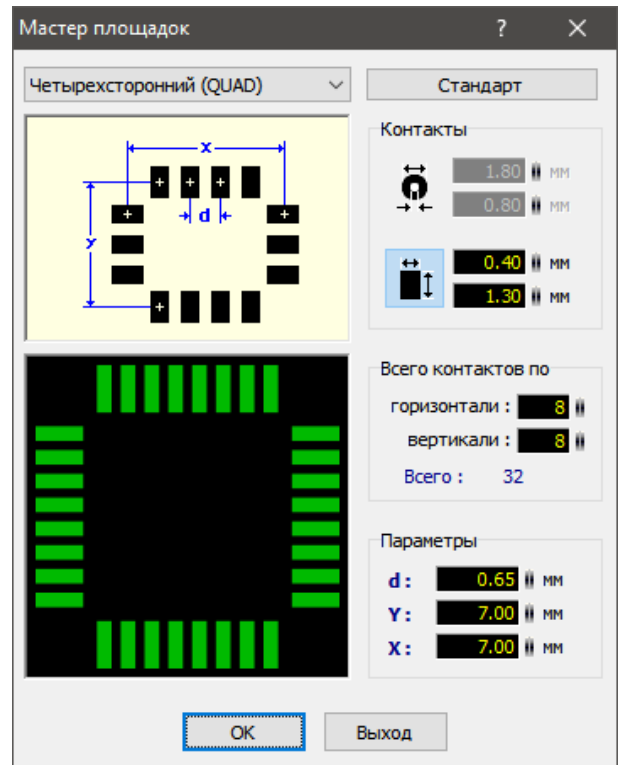 Мастер площадок ?
Четырехсторонний (QUAD)
Стандарт
x
d
Y
Контакты
1.80 мм
0.80 мм
0.40 мм
1.30 мм
Всего контактов по
горизонтали : 8
вертикали : 8
Всего : 32
Параметры
d : 0.65 мм
Y : 7.00 мм
X : 7.00 мм
OK
Выход